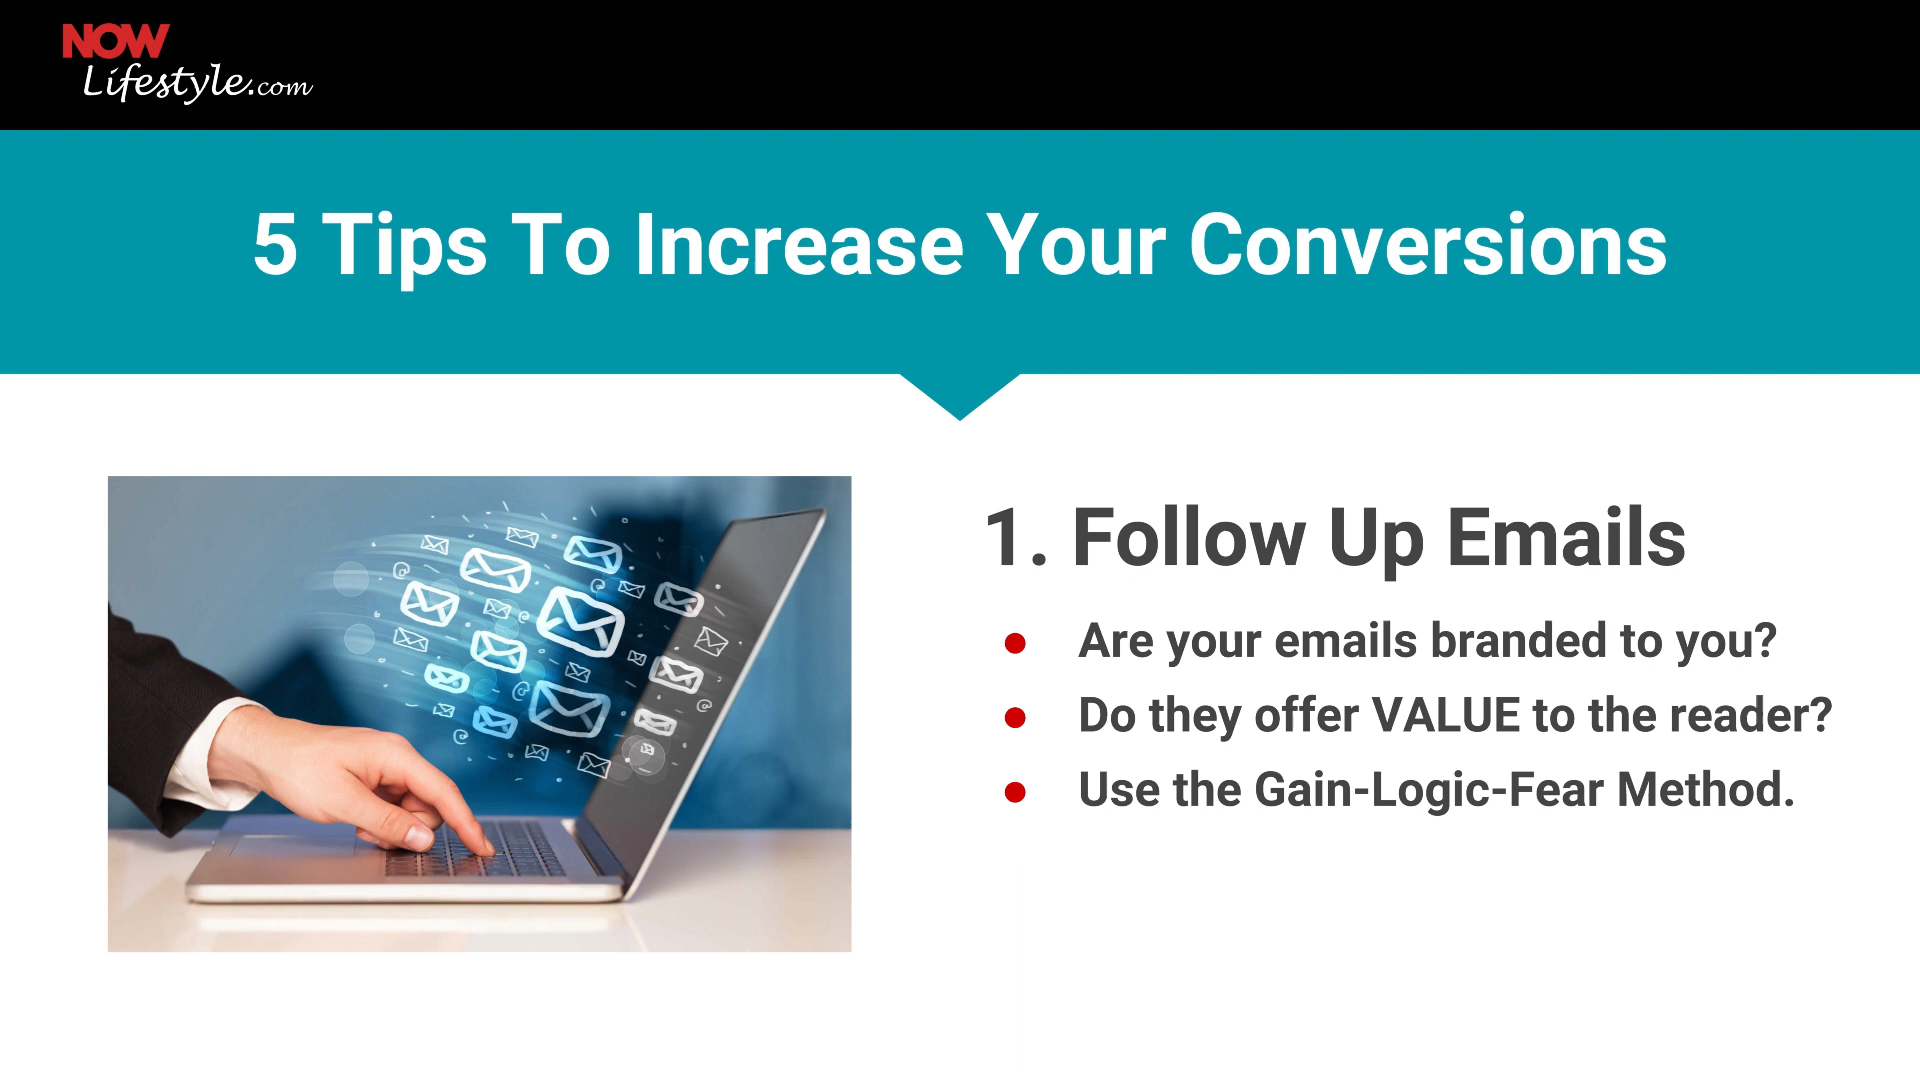 NOW
Lifestyle.com
5 Tips To Increase Your Conversions
1. Follow Up Emails
● Are your emails branded to you?
● Do they offer VALUE to the reader?
● Use the Gain-Logic-Fear Method.